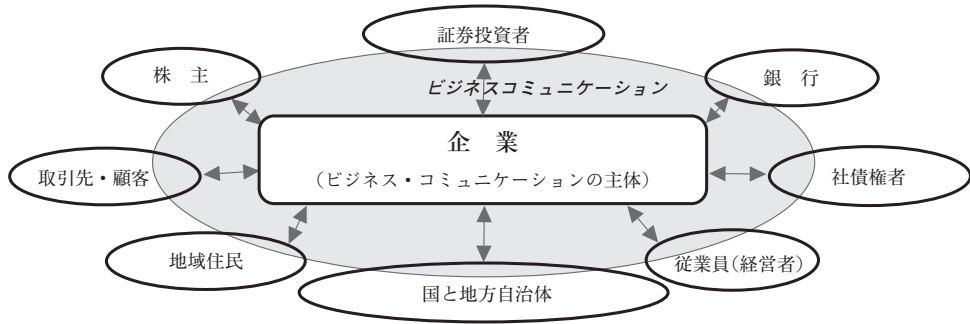 証券投資者
株　主
銀　行
ビジネスコミュニケーション
企　業
（ビジネス・コミュニケーションの主体）
取引先・顧客
社債権者
地域住民
従業員（経営者）
国と地方自治体